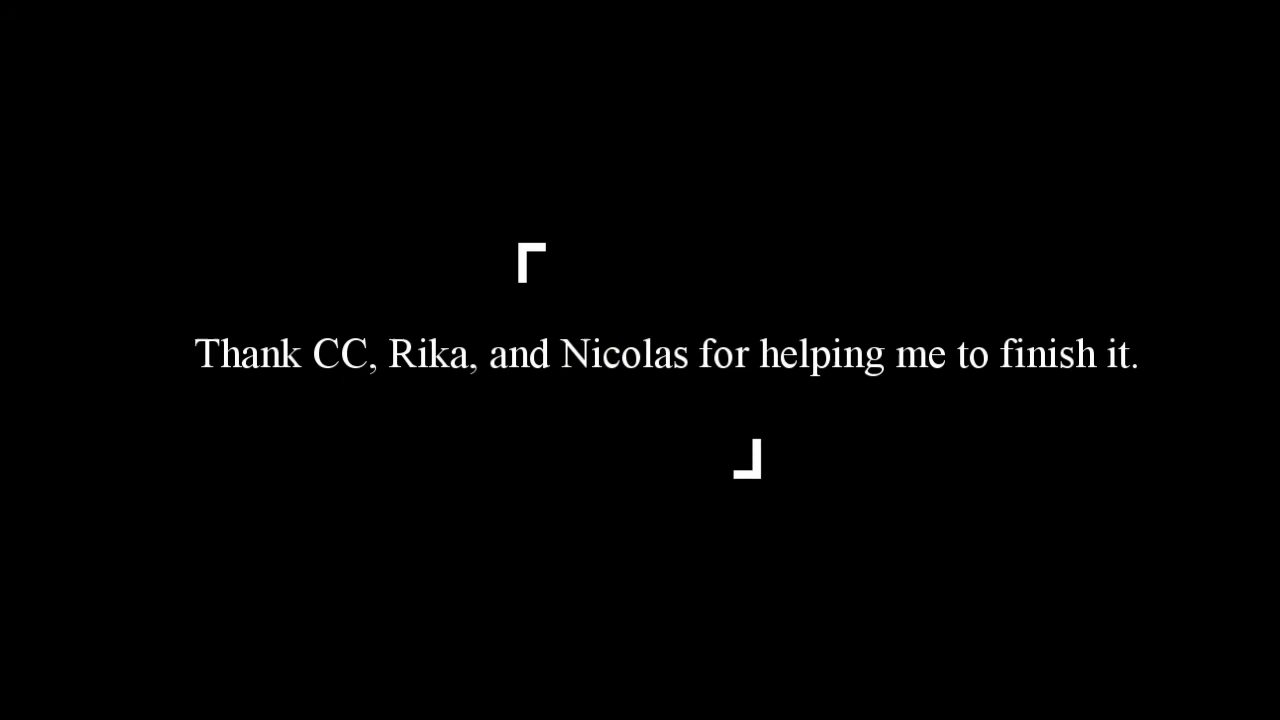 「
Thank CC, Rika, and Nicolas for helping me to finish it.
」